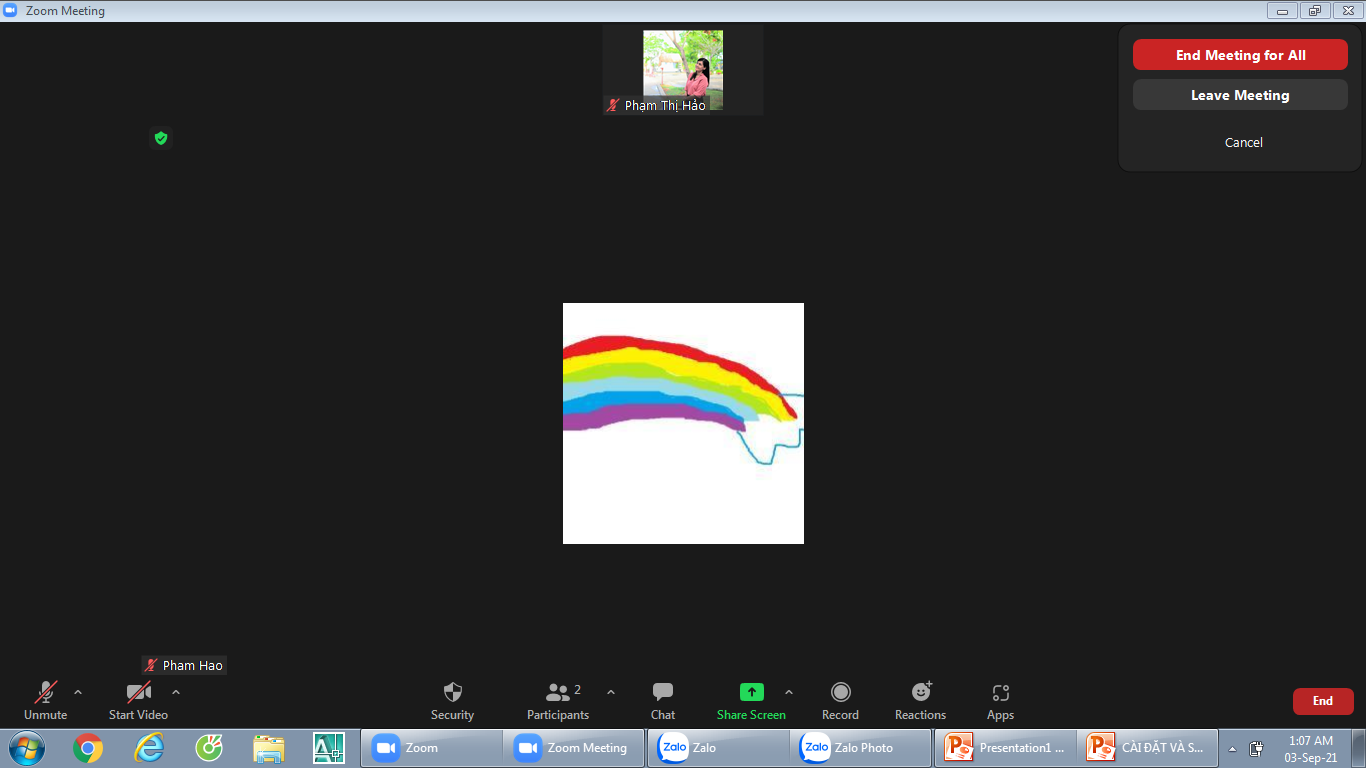 Zoom Meeting
Phạm Thị Hảo
End Meeting for All
Leave Meeting
Cancel
Pham Hao
Unmute
Start Video
Security
Participants
2
Chat
Share Screen
Record
Reactions
Apps
End
Zoom
Zoom Meeting
Zalo
Zalo
Zalo
Zalo Photo
Presentation1 ...
CÀI ĐẶT VÀ S...
1:07 AM
03-Sep-21